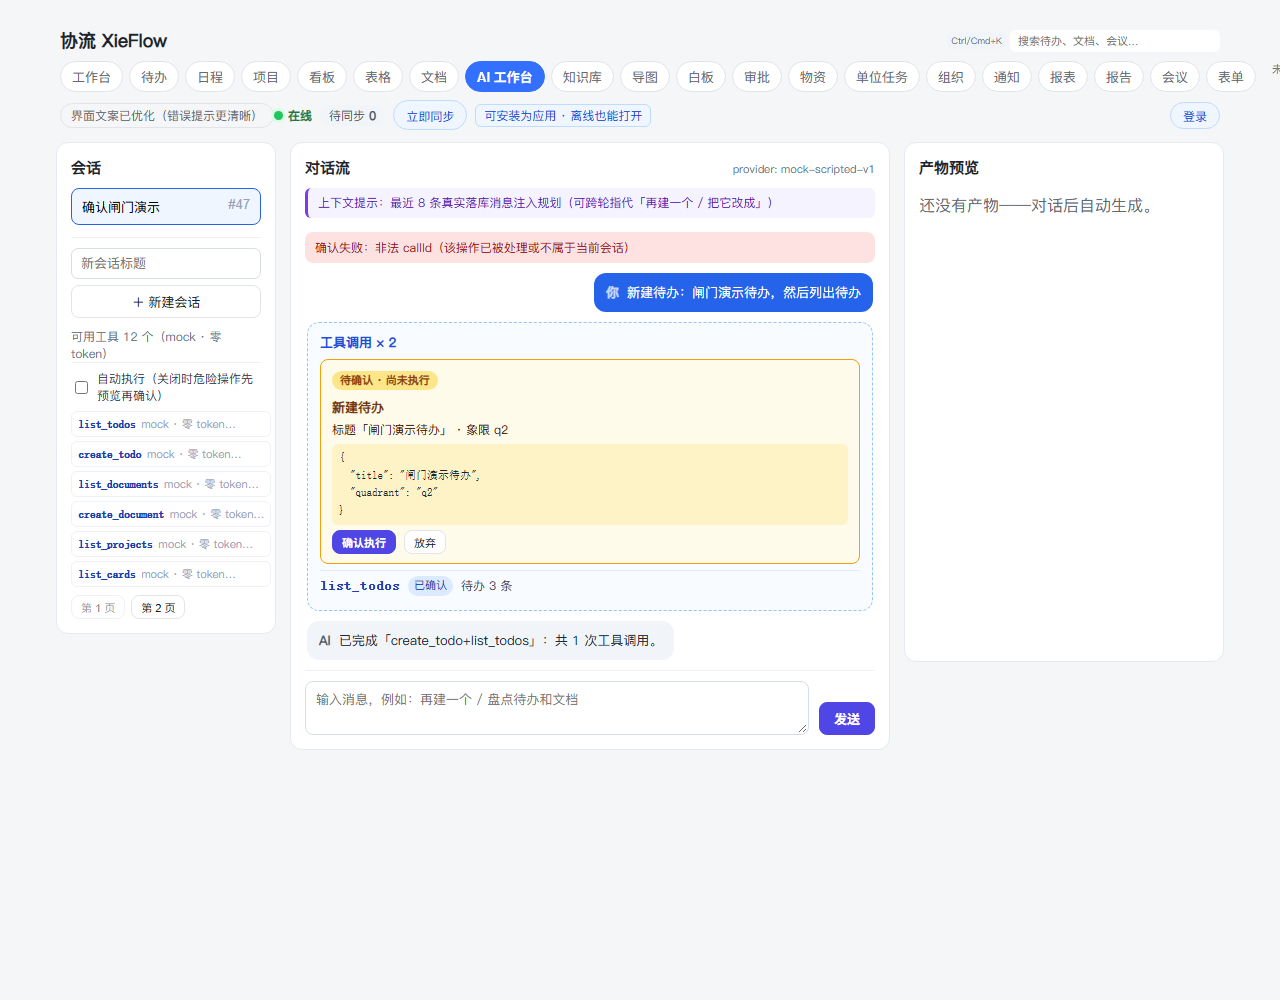 协流 XieFlow
Ctrl/Cmd+K 搜索待办、文档、会议…
工作台 待办 日程 项目 看板 表格 文档 AI 工作台 知识库 导图 白板 审批 物资 单位任务 组织 通知 报表 报告 会议 表单
界面文案已优化（错误提示更清晰） 在线 待同步 0 立即同步 可安装为应用 · 离线也能打开 登录
会话
确认闸门演示 #47
新会话标题
＋ 新建会话
可用工具 12 个（mock · 零
token）
自动执行（关闭时危险操作先
预览再确认）
list_todos mock · 零 token…
create_todo mock · 零 token…
list_documents mock · 零 token…
create_document mock · 零 token…
list_projects mock · 零 token…
list_cards mock · 零 token…
第 1 页 第 2 页
对话流 provider: mock-scripted-v1
上下文提示：最近 8 条真实落库消息注入规划（可跨轮指代「再建一个 / 把它改成」）
确认失败：非法 callId（该操作已被处理或不属于当前会话）
你 新建待办：闸门演示待办，然后列出待办
工具调用 × 2
待确认 · 尚未执行
新建待办
标题「闸门演示待办」 · 象限 q2
{
"title": "闸门演示待办",
"quadrant": "q2"
}
确认执行 放弃
list_todos 已确认 待办 3 条
AI 已完成「create_todo+list_todos」：共 1 次工具调用。
输入消息，例如：再建一个 / 盘点待办和文档
发送
产物预览
还没有产物——对话后自动生成。